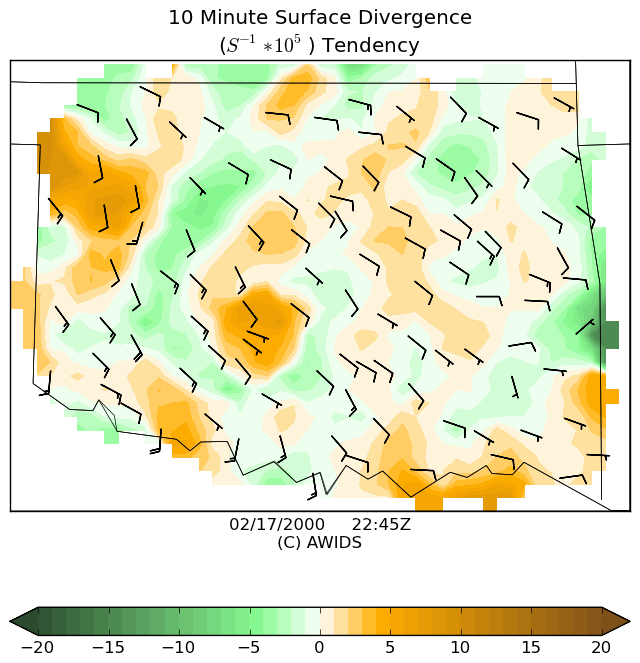 10 Minute Surface Divergence
(S⁻¹ *10⁵ ) Tendency
02/17/2000 22:45Z
(C) AWIDS
−20 −15 −10 −5 0 5 10 15 20